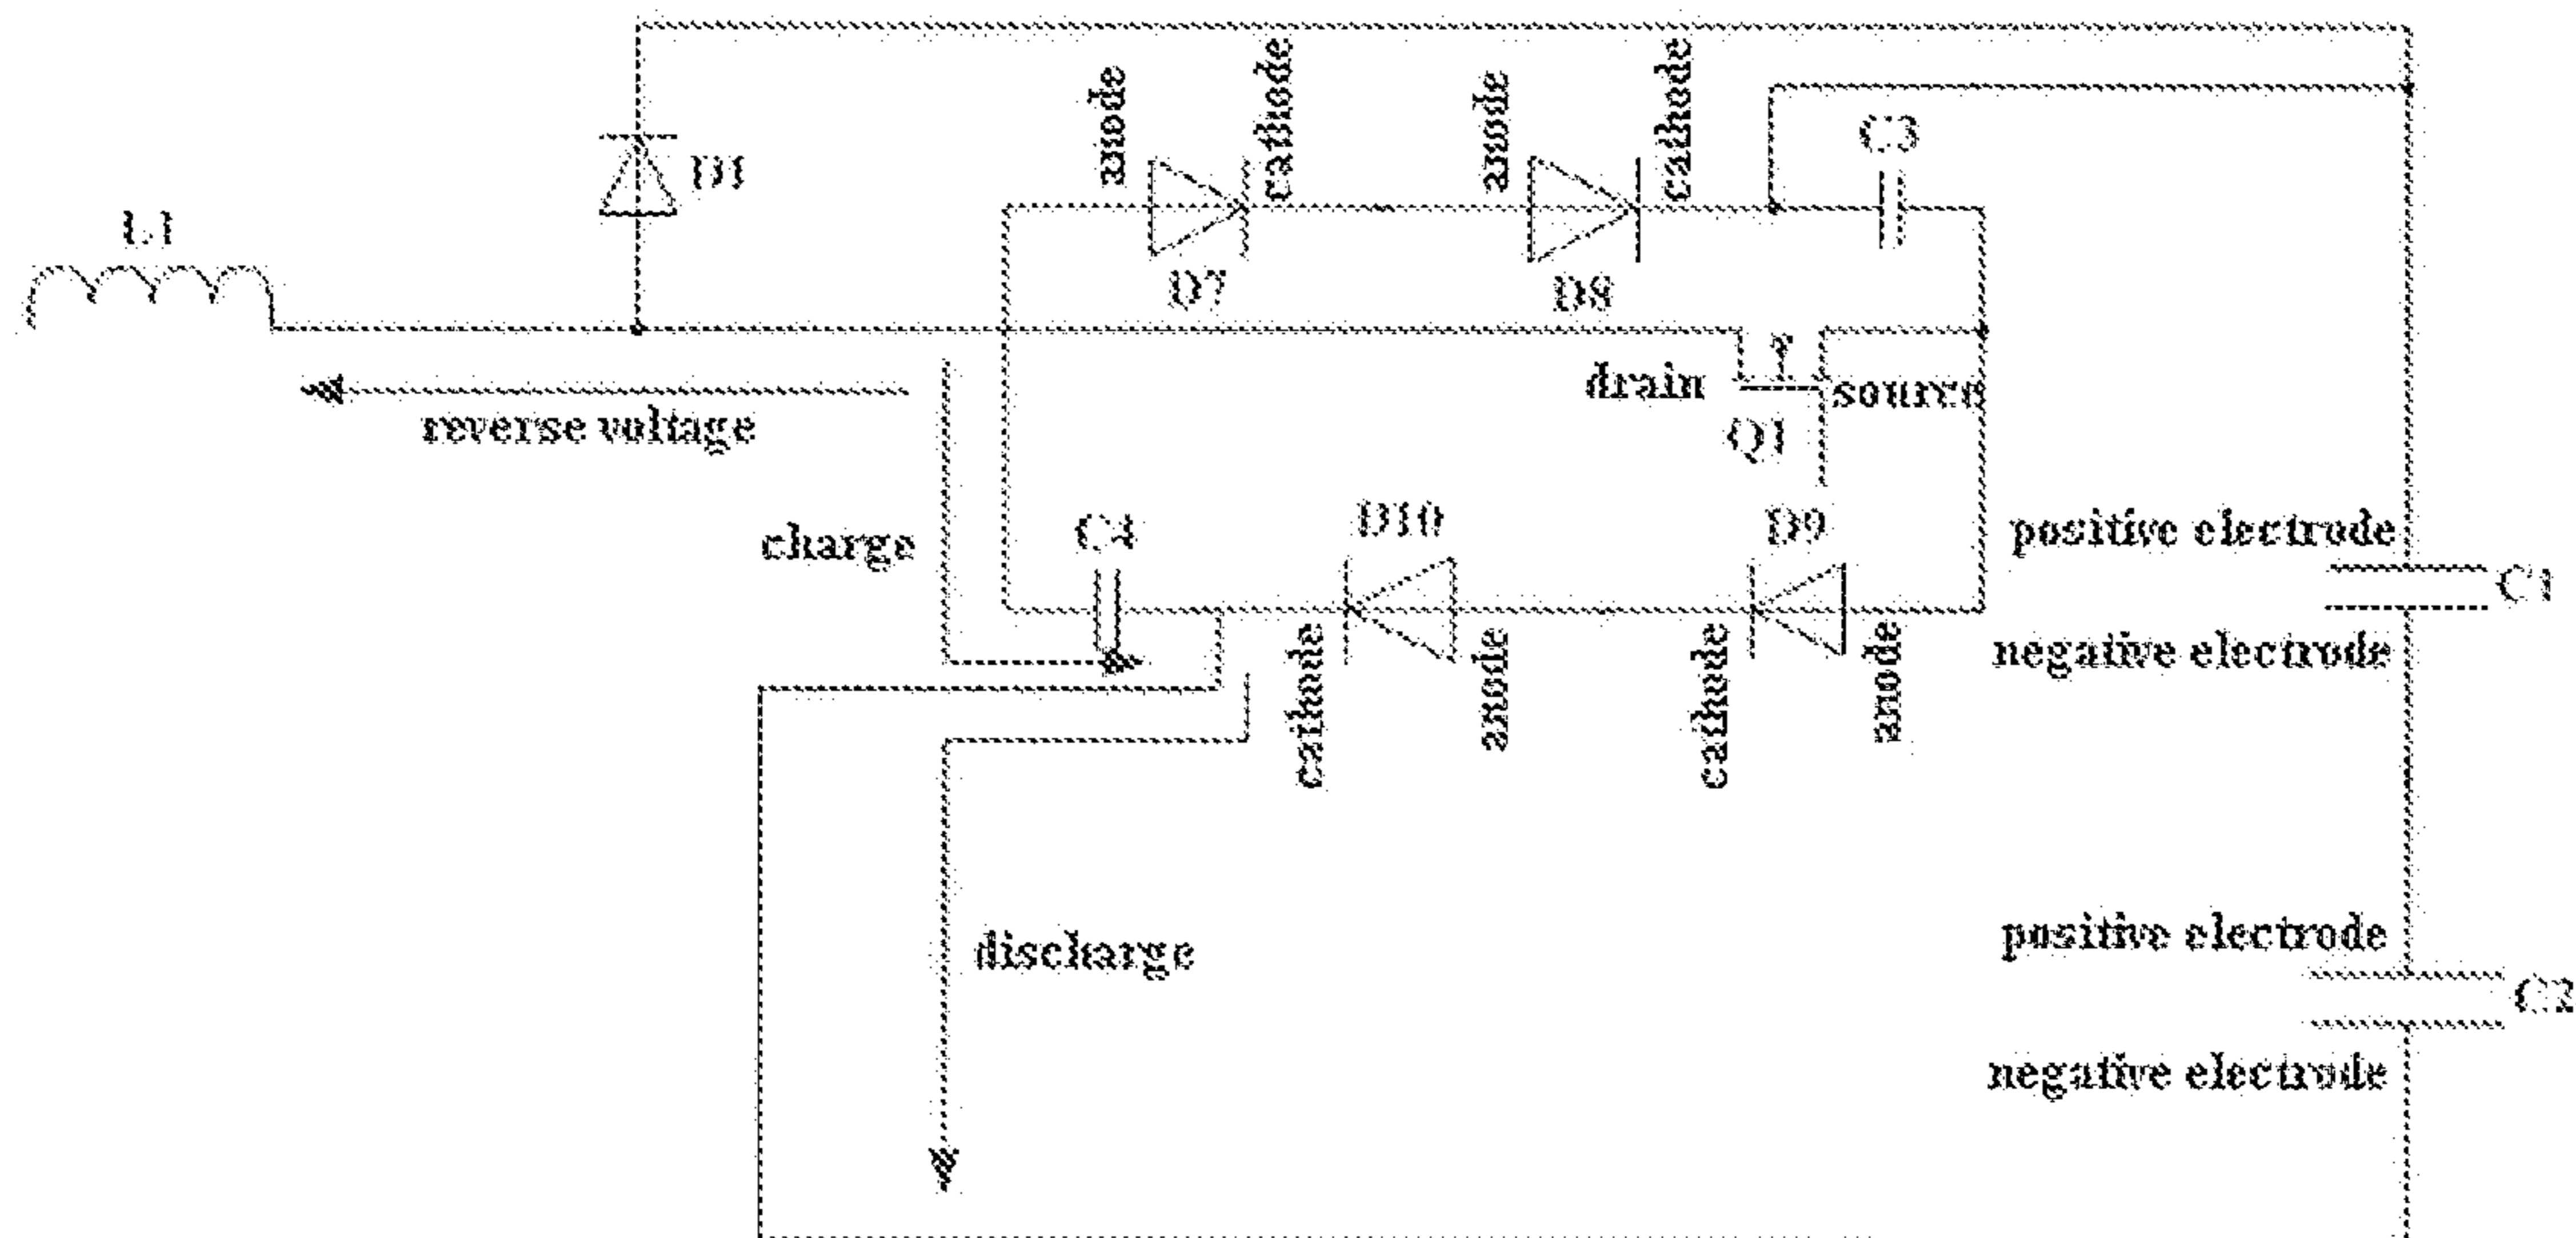 anode
cathode
anode
cathode
C3
D1
L1
D7
D8
drain
source
reverse voltage
Q1
charge
C4
D10
D9
positive electrode
C1
negative electrode
cathode
anode
cathode
anode
discharge
positive electrode
C2
negative electrode